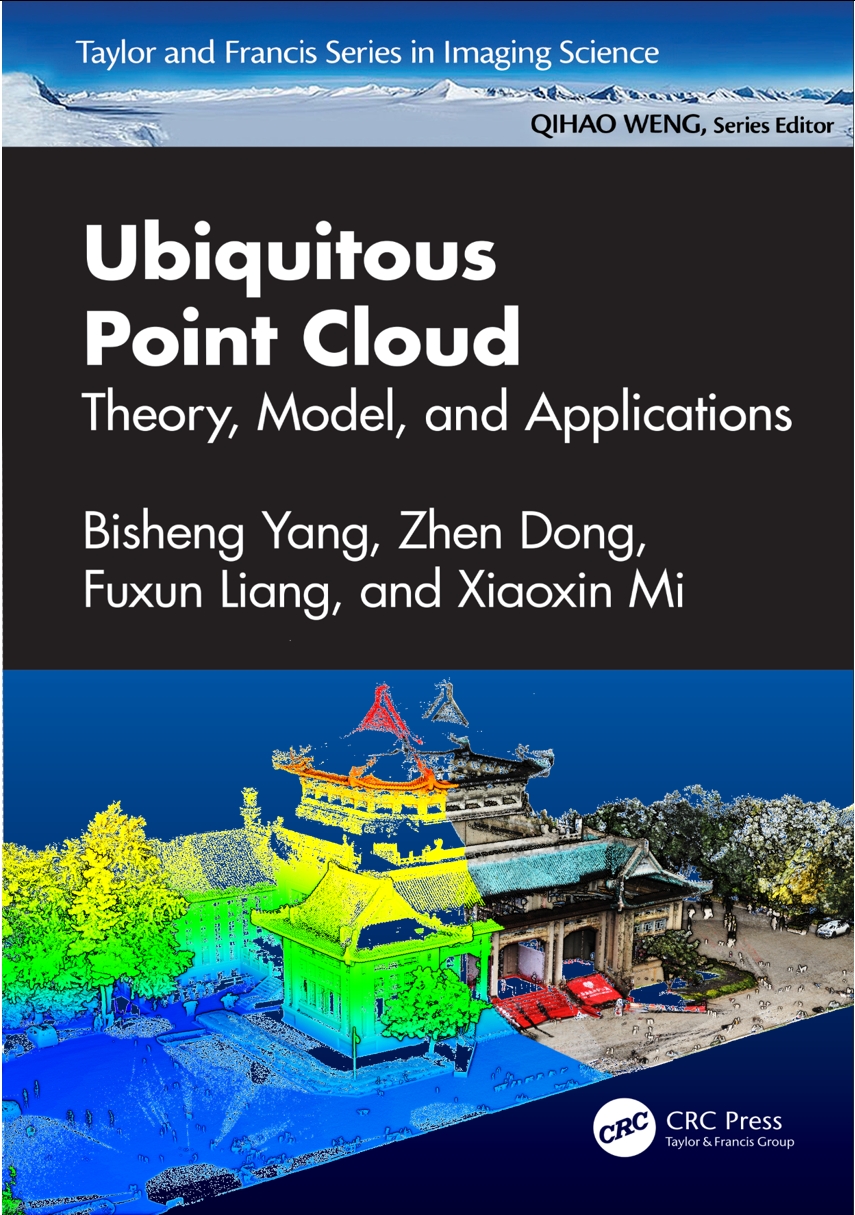 Taylor and Francis Series in Imaging Science
QIHAO WENG, Series Editor
Ubiquitous
Point Cloud
Theory, Model, and Applications
Bisheng Yang, Zhen Dong,
Fuxun Liang, and Xiaoxin Mi
CRC
CRC Press
Taylor & Francis Group